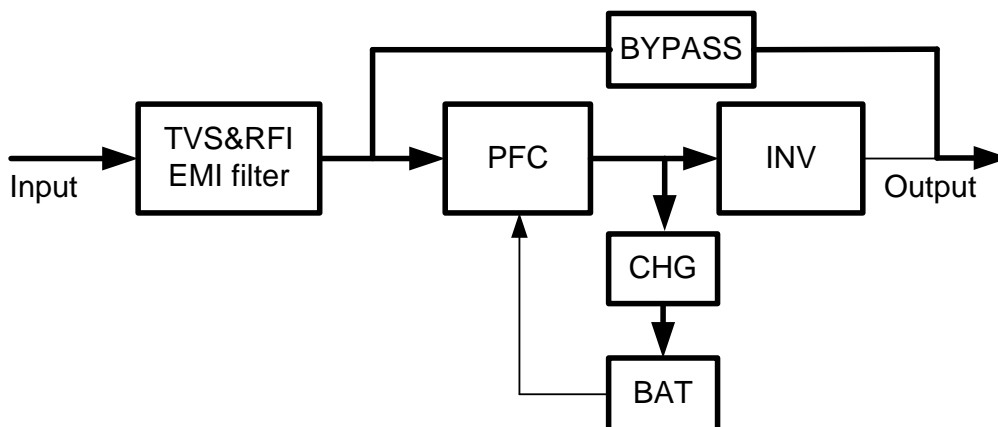 BYPASS
TVS&RFI
EMI filter
PFC
INV
Input
Output
CHG
BAT